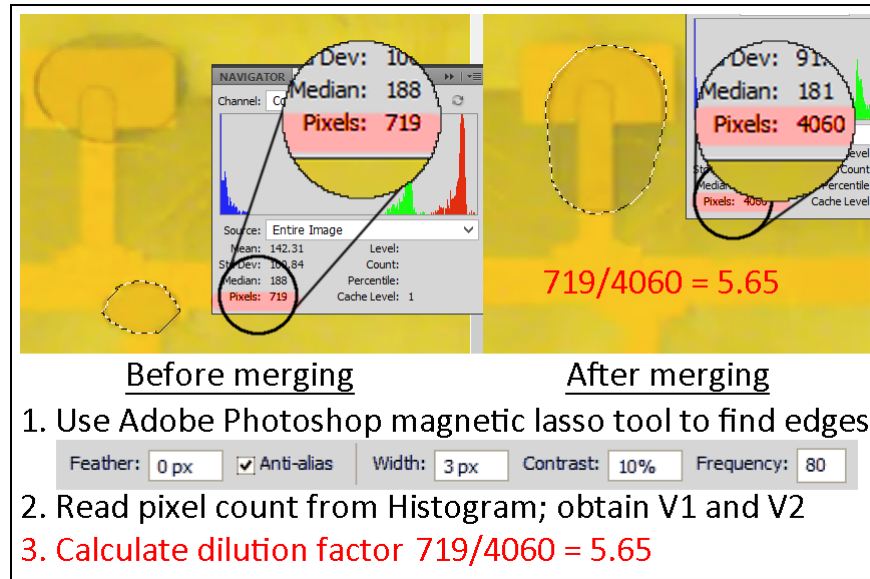 NAVIGATOR
Channel: Co
Dev: 10
Median: 188
Pixels: 719
Source: Entire Image
Mean: 142.31 Level:
Std Dev: 100.84 Count:
Median: 188 Percentile:
Pixels: 719 Cache Level: 1
Dev: 91.
Median: 181
Pixels: 4060
Level
Count
Percentile:
Pixels: 4060 Cache Level:
719/4060 = 5.65
Before merging After merging
1. Use Adobe Photoshop magnetic lasso tool to find edges
Feather: 0 px Anti-alias Width: 3 px Contrast: 10% Frequency: 80
2. Read pixel count from Histogram; obtain V1 and V2
3. Calculate dilution factor 719/4060 = 5.65